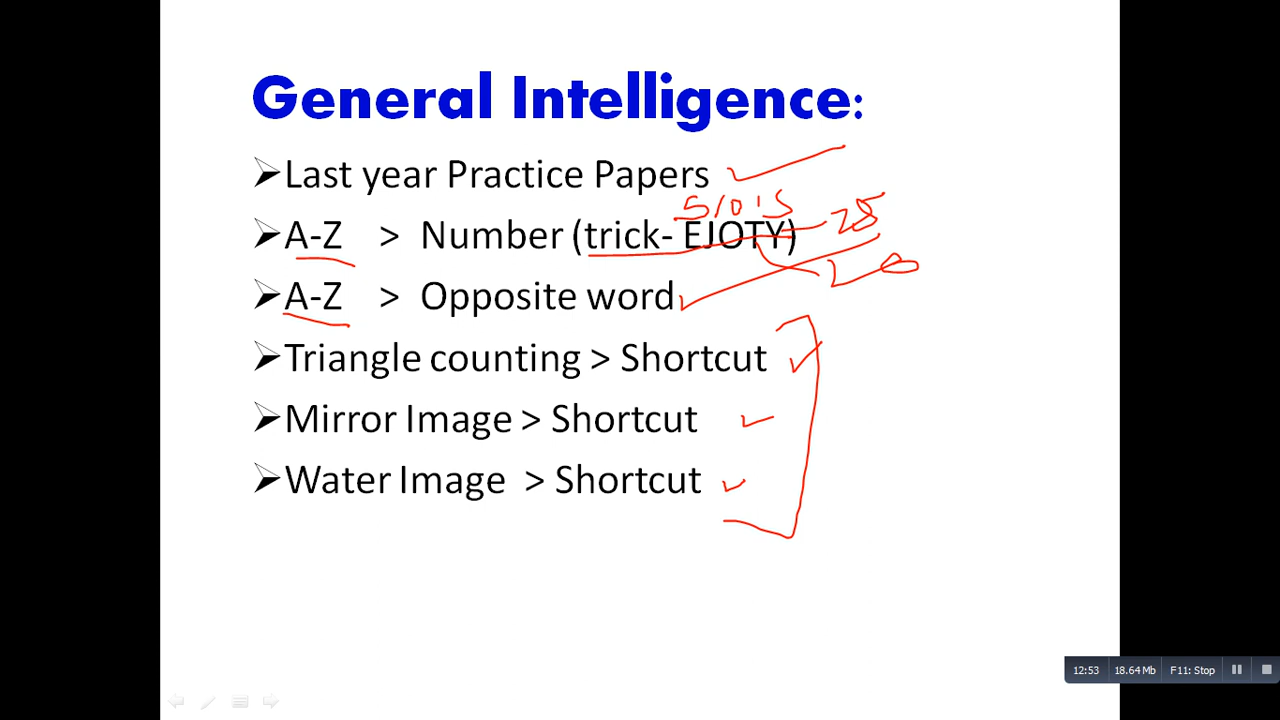 General Intelligence:
➢Last year Practice Papers
5 10 15
➢A-Z > Number (trick- EJOTY)
25
20
➢A-Z > Opposite word
➢Triangle counting > Shortcut
➢Mirror Image > Shortcut
➢Water Image > Shortcut
12:53 18.64 Mb F11: Stop